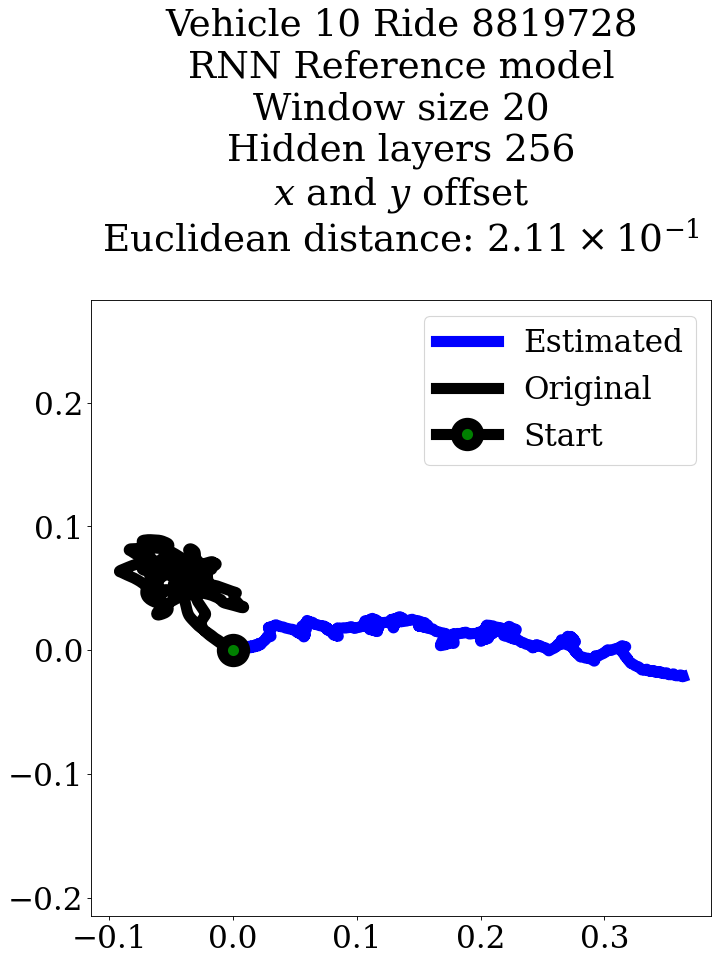 Vehicle 10 Ride 8819728
RNN Reference model
Window size 20
Hidden layers 256
x and y offset
Euclidean distance: 2.11 × 10⁻¹
Estimated
Original
Start
0.2
0.1
0.0
−0.1
−0.2
−0.1 0.0 0.1 0.2 0.3